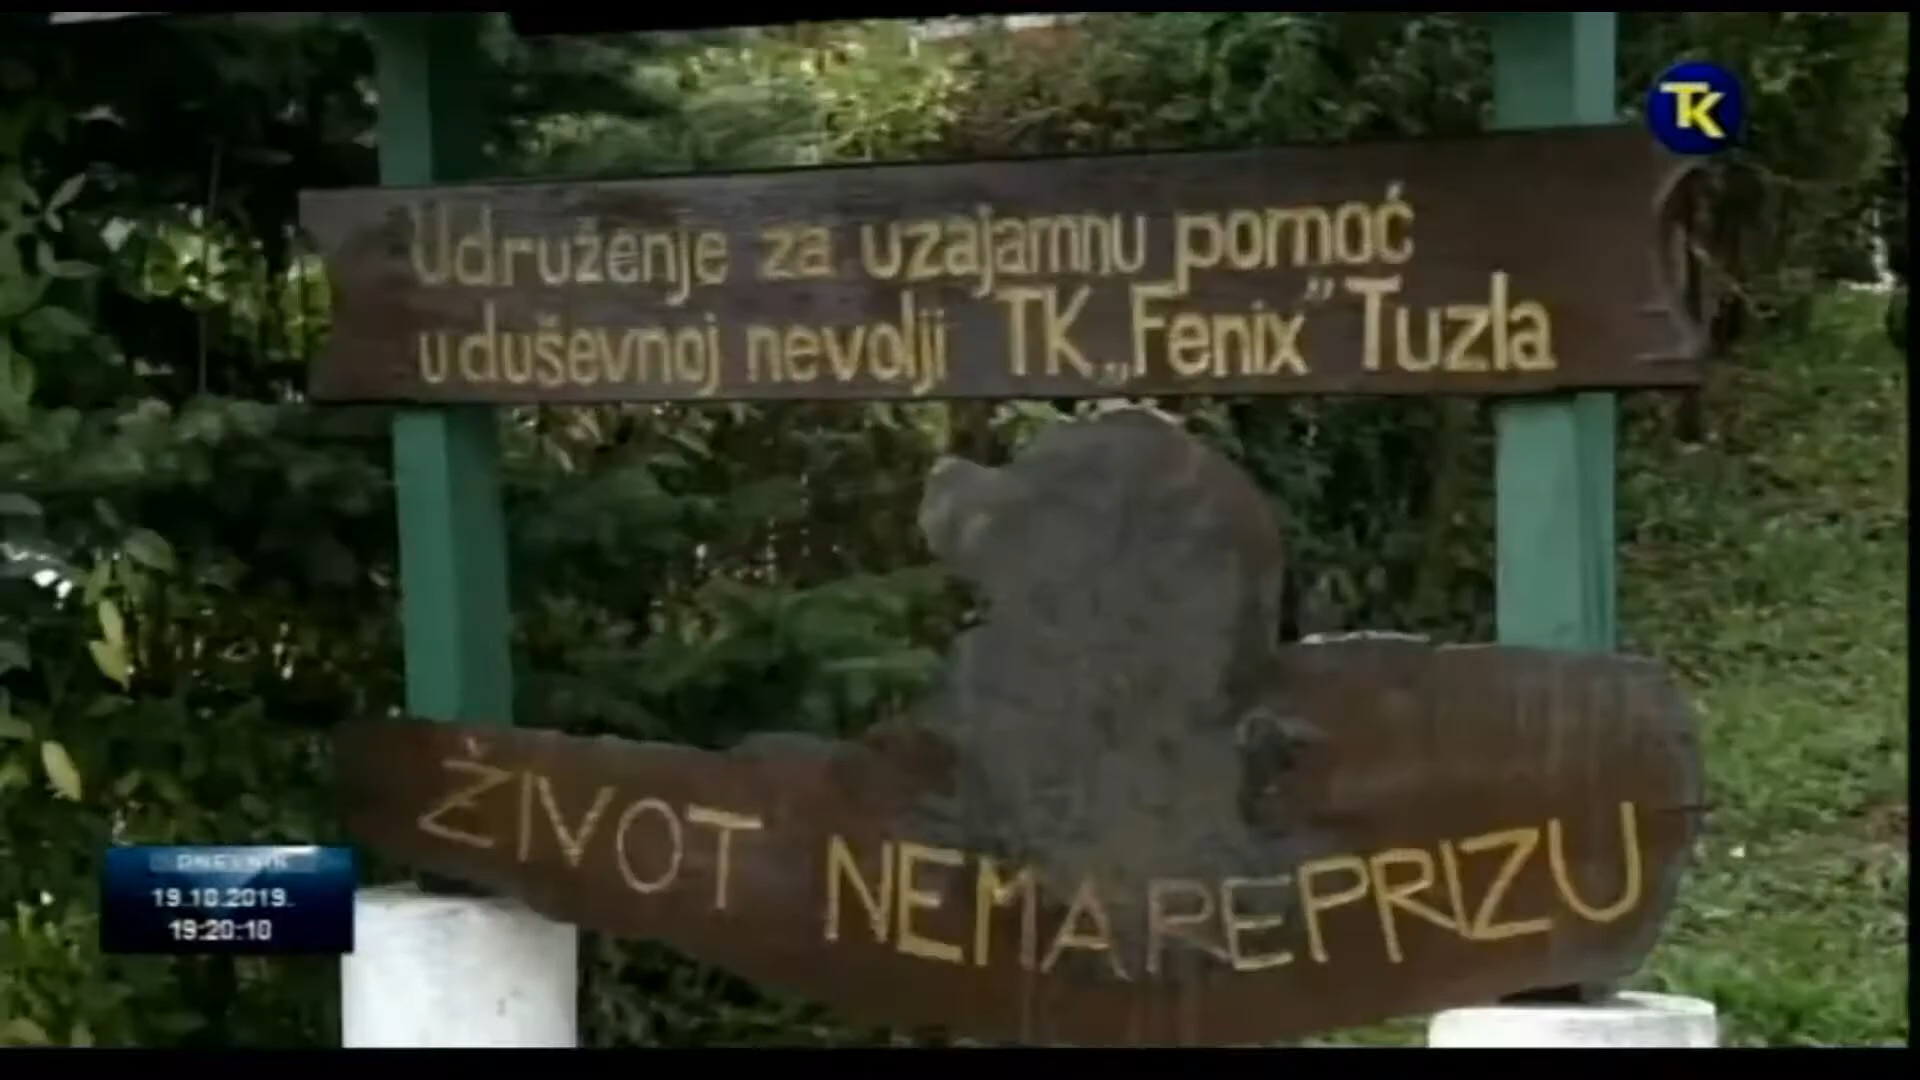 TK
Udruženje za uzajamnu pomoć
u duševnoj nevolji TK „Fenix" Tuzla
ŽIVOT NEMA REPRIZU
DNEVNIK
19.10.2019.
19:20:10